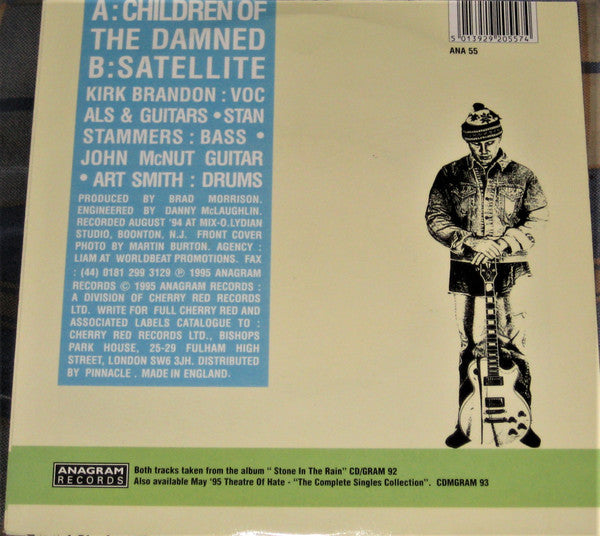 A: CHILDREN OF
THE DAMNED
B: SATELLITE
KIRK BRANDON : VOC
ALS & GUITARS • STAN
STAMMERS : BASS •
JOHN McNUT GUITAR
• ART SMITH : DRUMS
PRODUCED BY BRAD MORRISON.
ENGINEERED BY DANNY McLAUGHLIN.
RECORDED AUGUST '94 AT MIX-O.LYDIAN
STUDIO, BOONTON, N.J. FRONT COVER
PHOTO BY MARTIN BURTON. AGENCY :
LIAM AT WORLDBEAT PROMOTIONS. FAX
: (44) 0181 299 3129 ℗ 1995 ANAGRAM
RECORDS © 1995 ANAGRAM RECORDS :
A DIVISION OF CHERRY RED RECORDS
LTD. WRITE FOR FULL CHERRY RED AND
ASSOCIATED LABELS CATALOGUE TO :
CHERRY RED RECORDS LTD., BISHOPS
PARK HOUSE, 25-29 FULHAM HIGH
STREET, LONDON SW6 3JH. DISTRIBUTED
BY PINNACLE . MADE IN ENGLAND.
5 013929 205574
ANA 55
ANAGRAM
RECORDS
Both tracks taken from the album " Stone In The Rain" CD/GRAM 92
Also available May '95 Theatre Of Hate - "The Complete Singles Collection". CDMGRAM 93